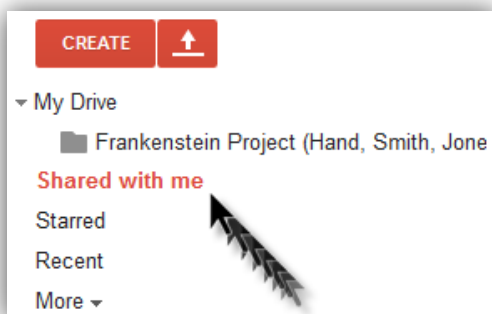 CREATE
My Drive
Frankenstein Project (Hand, Smith, Jone
Shared with me
Starred
Recent
More